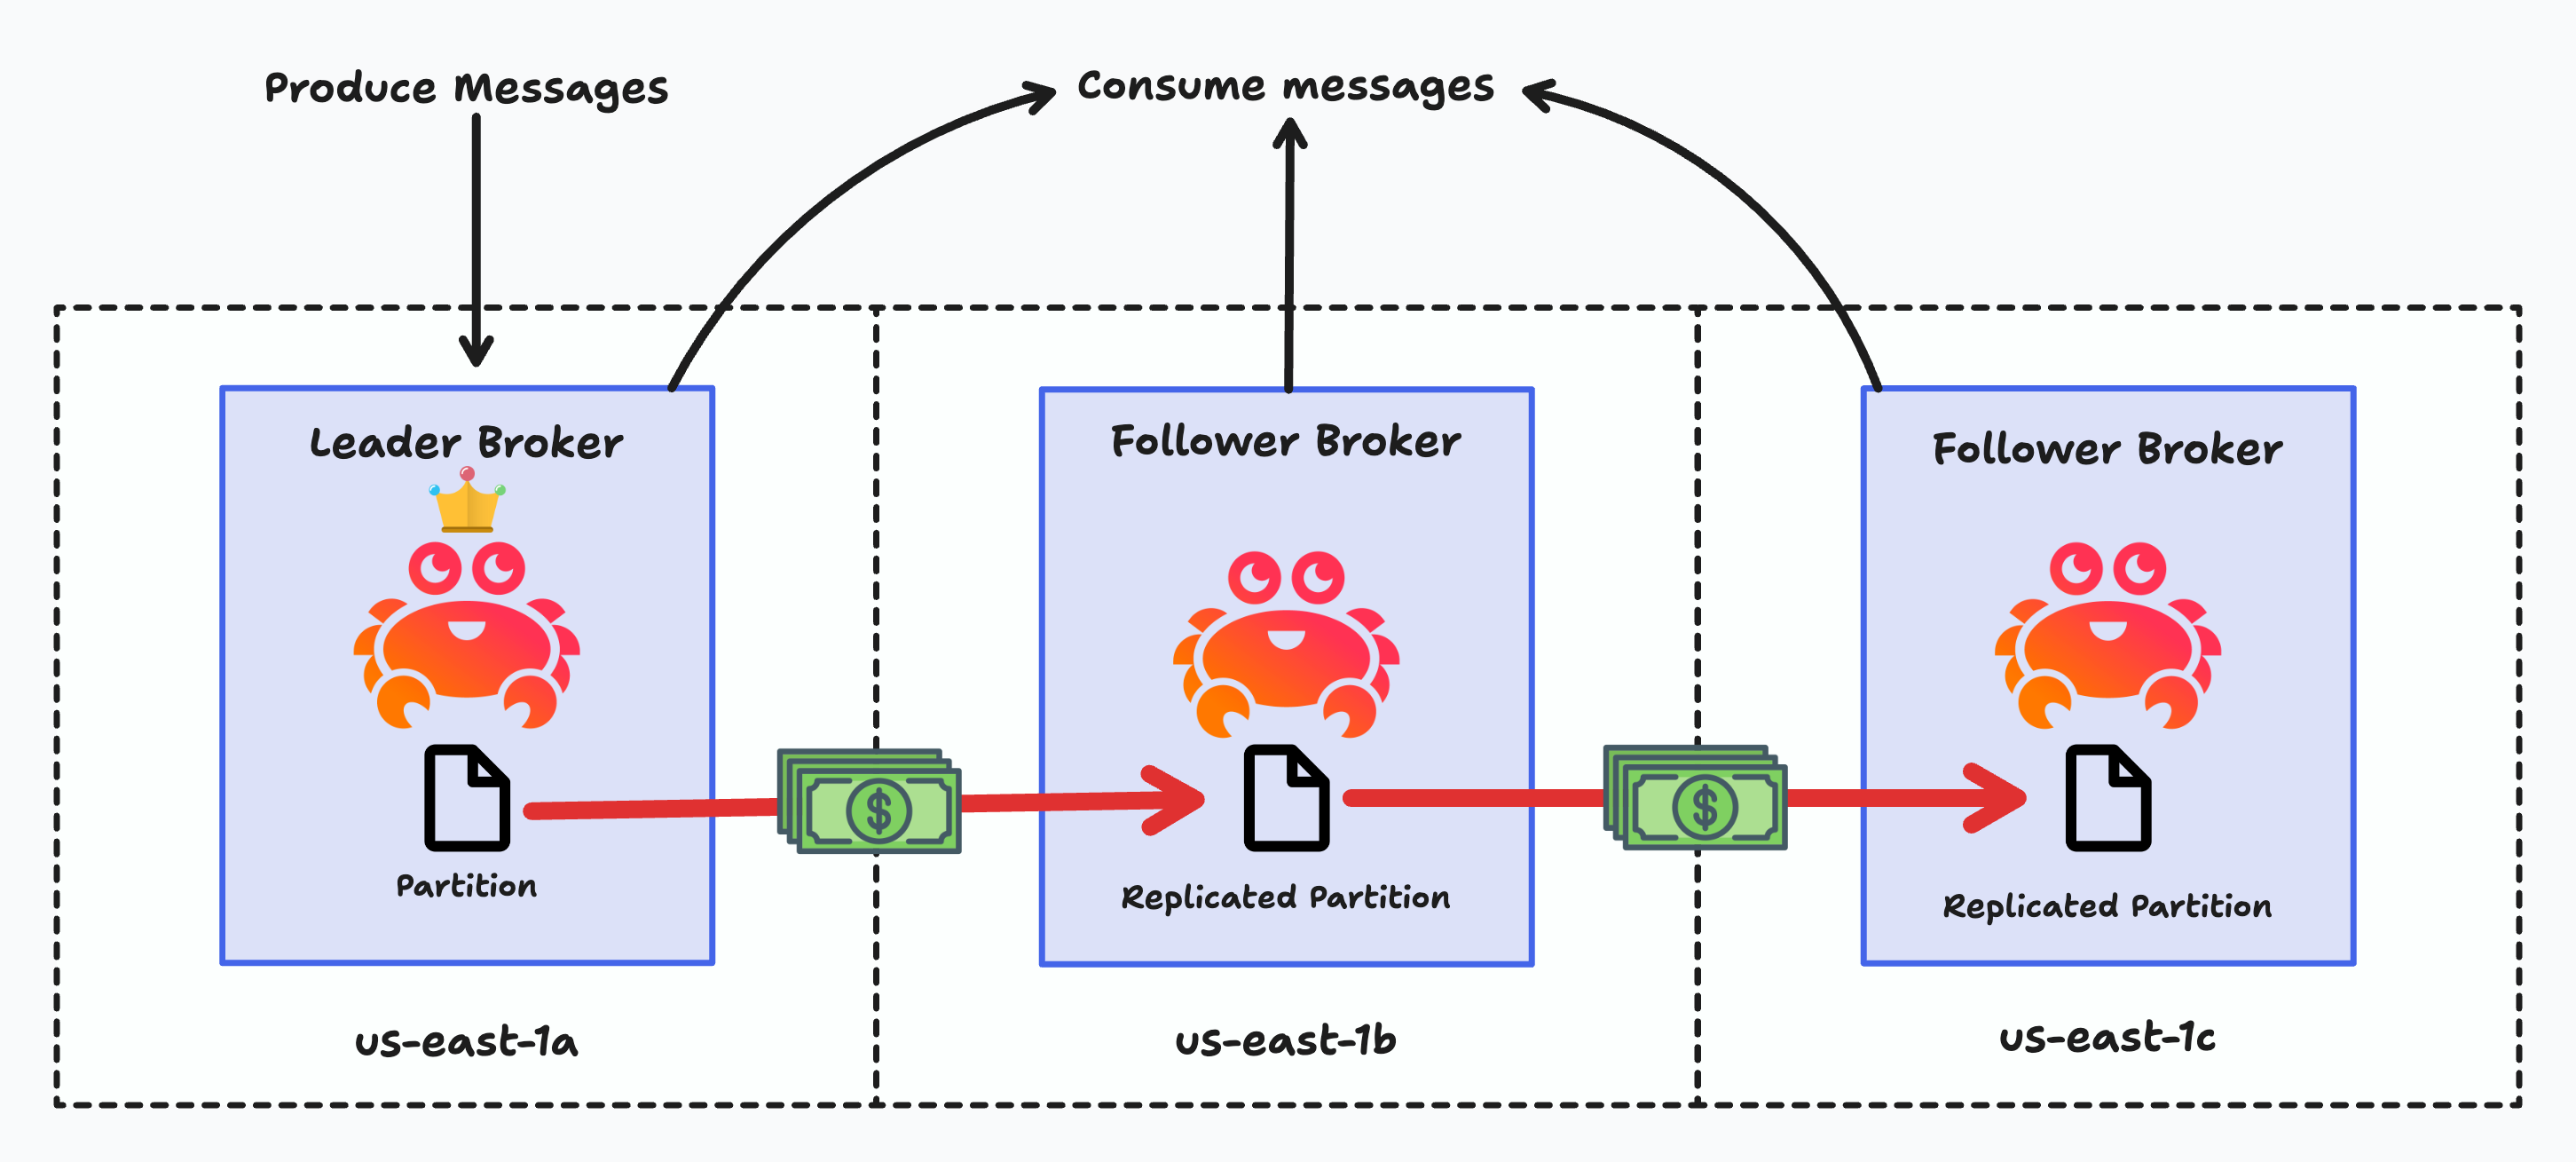 Produce Messages
Consume messages
Leader Broker
Follower Broker
Follower Broker
$
$
Partition
Replicated Partition
Replicated Partition
us-east-1a
us-east-1b
us-east-1c